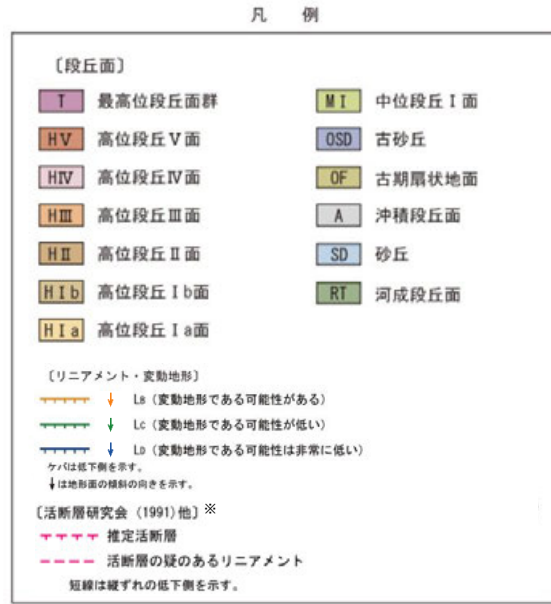 凡 例
〔段丘面〕
T 最高位段丘面群
HⅤ 高位段丘Ⅴ面
HⅣ 高位段丘Ⅳ面
HⅢ 高位段丘Ⅲ面
HⅡ 高位段丘Ⅱ面
HⅠb 高位段丘Ⅰb面
HⅠa 高位段丘Ⅰa面
MⅠ 中位段丘Ⅰ面
OSD 古砂丘
OF 古期扇状地面
A 沖積段丘面
SD 砂丘
RT 河成段丘面
〔リニアメント・変動地形〕
↓ LB (変動地形である可能性がある)
↓ LC (変動地形である可能性が低い)
↓ LD (変動地形である可能性は非常に低い)
ケバは低下側を示す。
↓は地形面の傾斜の向きを示す。
〔活断層研究会 (1991)他〕※
推定活断層
活断層の疑のあるリニアメント
短線は縦ずれの低下側を示す。